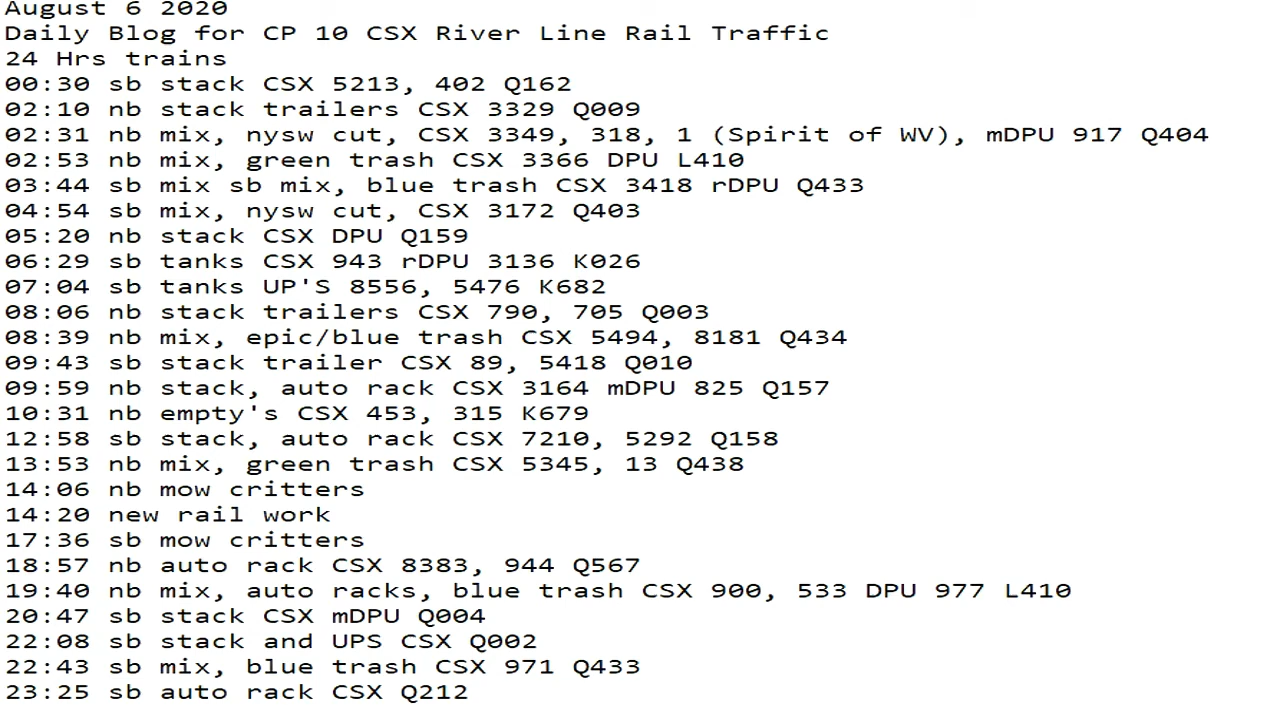 August 6 2020
Daily Blog for CP 10 CSX River Line Rail Traffic
24 Hrs trains
00:30 sb stack CSX 5213, 402 Q162
02:10 nb stack trailers CSX 3329 Q009
02:31 nb mix, nysw cut, CSX 3349, 318, 1 (Spirit of WV), mDPU 917 Q404
02:53 nb mix, green trash CSX 3366 DPU L410
03:44 sb mix sb mix, blue trash CSX 3418 rDPU Q433
04:54 sb mix, nysw cut, CSX 3172 Q403
05:20 nb stack CSX DPU Q159
06:29 sb tanks CSX 943 rDPU 3136 K026
07:04 sb tanks UP'S 8556, 5476 K682
08:06 nb stack trailers CSX 790, 705 Q003
08:39 nb mix, epic/blue trash CSX 5494, 8181 Q434
09:43 sb stack trailer CSX 89, 5418 Q010
09:59 nb stack, auto rack CSX 3164 mDPU 825 Q157
10:31 nb empty's CSX 453, 315 K679
12:58 sb stack, auto rack CSX 7210, 5292 Q158
13:53 nb mix, green trash CSX 5345, 13 Q438
14:06 nb mow critters
14:20 new rail work
17:36 sb mow critters
18:57 nb auto rack CSX 8383, 944 Q567
19:40 nb mix, auto racks, blue trash CSX 900, 533 DPU 977 L410
20:47 sb stack CSX mDPU Q004
22:08 sb stack and UPS CSX Q002
22:43 sb mix, blue trash CSX 971 Q433
23:25 sb auto rack CSX Q212